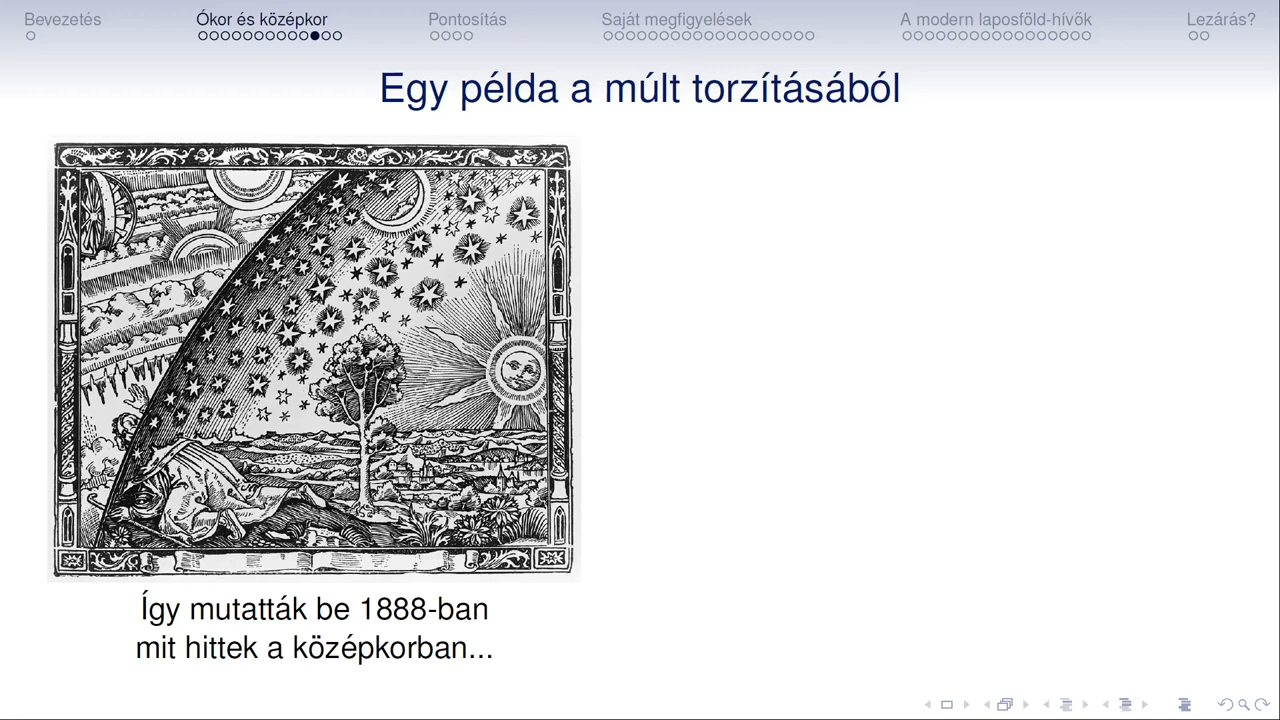 Bevezetés
Ókor és középkor
Pontosítás
Saját megfigyelések
A modern laposföld-hívők
Lezárás?
Egy példa a múlt torzításából
Így mutatták be 1888-ban
mit hittek a középkorban...